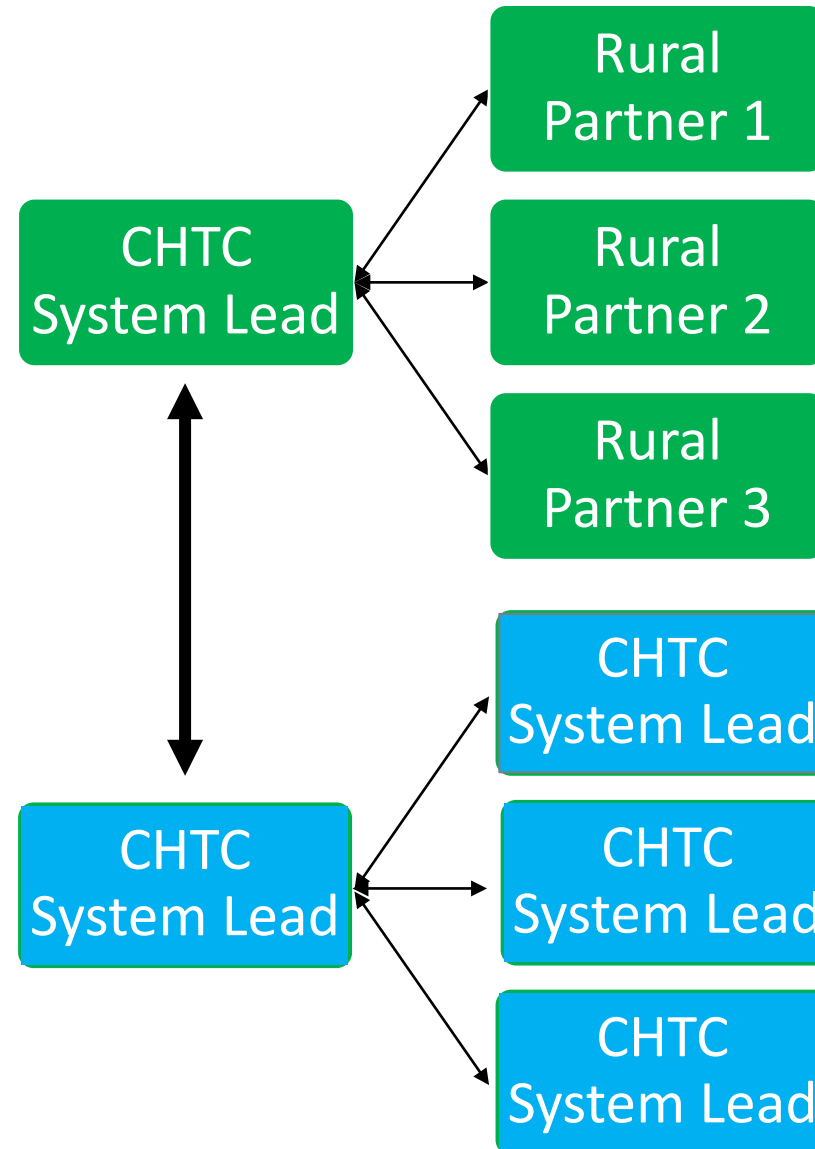 Rural
Partner 1
CHTC
System Lead
Rural
Partner 2
Rural
Partner 3
CHTC
System Lead
CHTC
System Lead
CHTC
System Lead
CHTC
System Lead